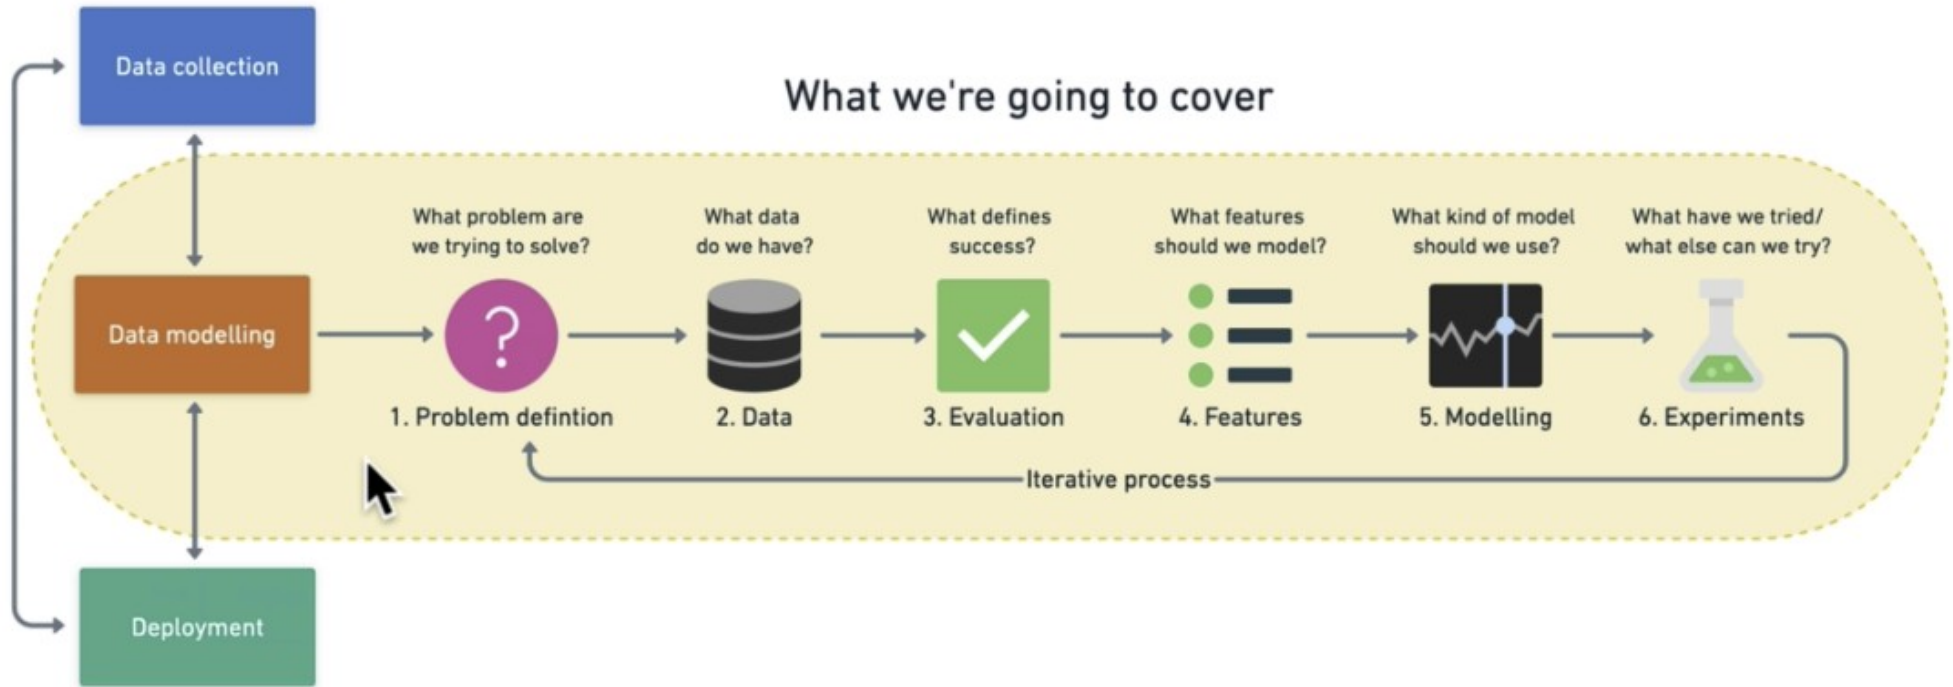 Data collection
What we're going to cover
What problem are
we trying to solve?
What data
do we have?
What defines
success?
What features
should we model?
What kind of model
should we use?
What have we tried/
what else can we try?
Data modelling
?
1. Problem defintion
2. Data
3. Evaluation
4. Features
5. Modelling
6. Experiments
Iterative process
Deployment